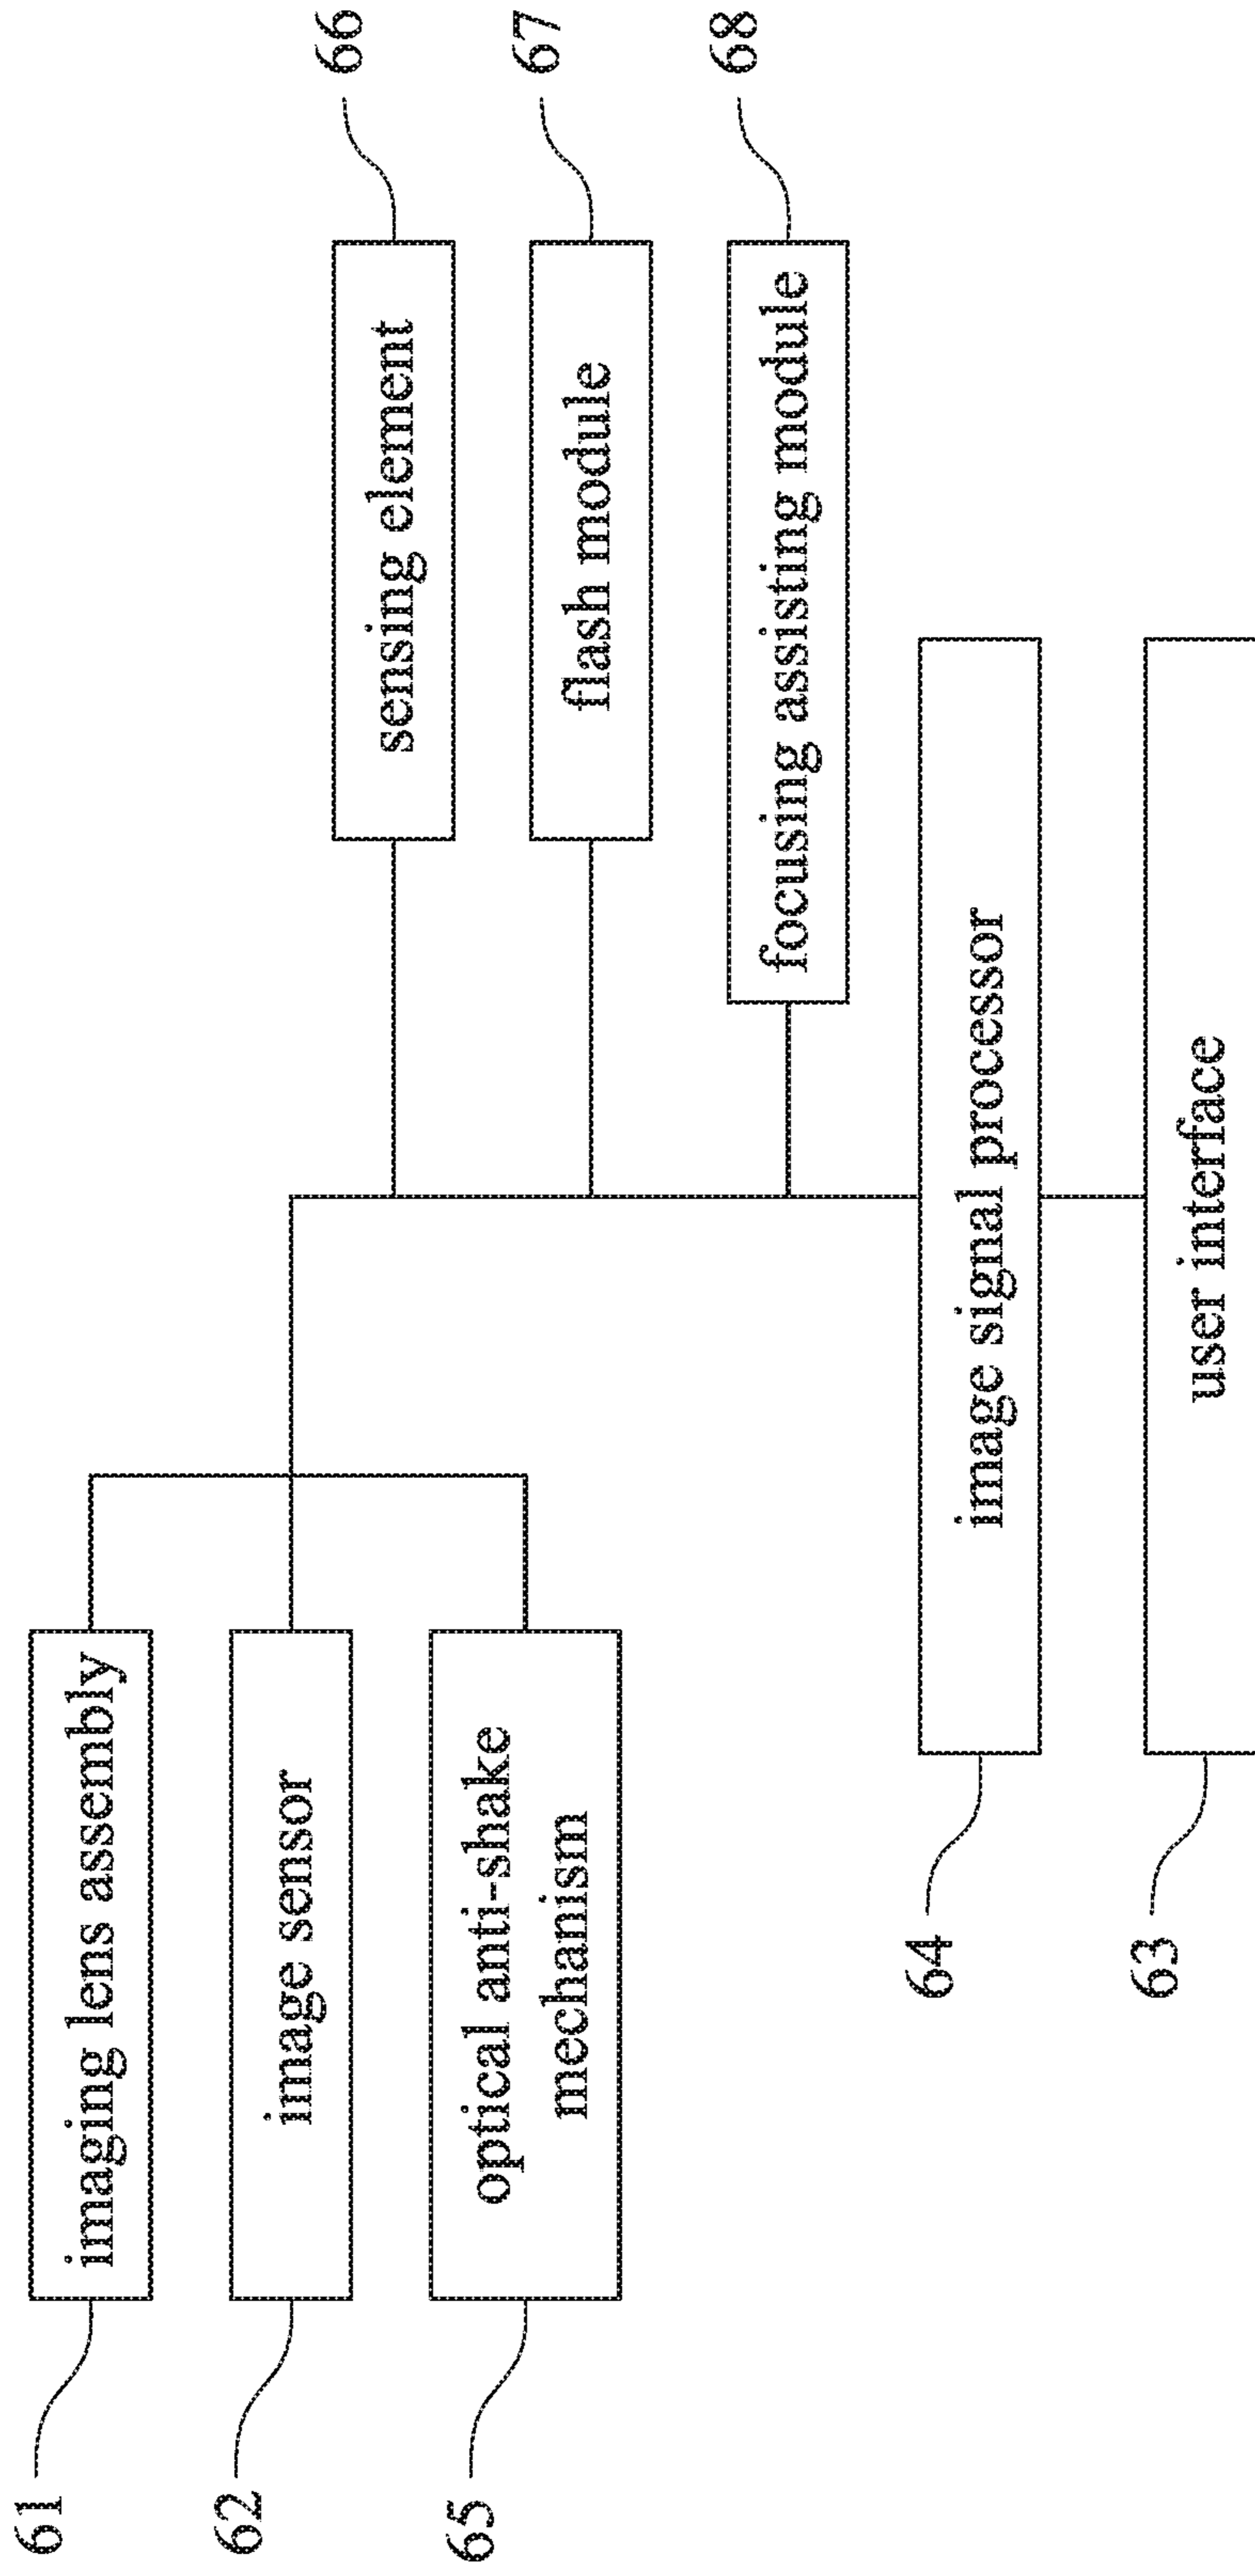 61
imaging lens assembly
62
image sensor
65
optical anti-shake
mechanism
sensing element
66
flash module
67
focusing assisting module
68
64
image signal processor
63
user interface